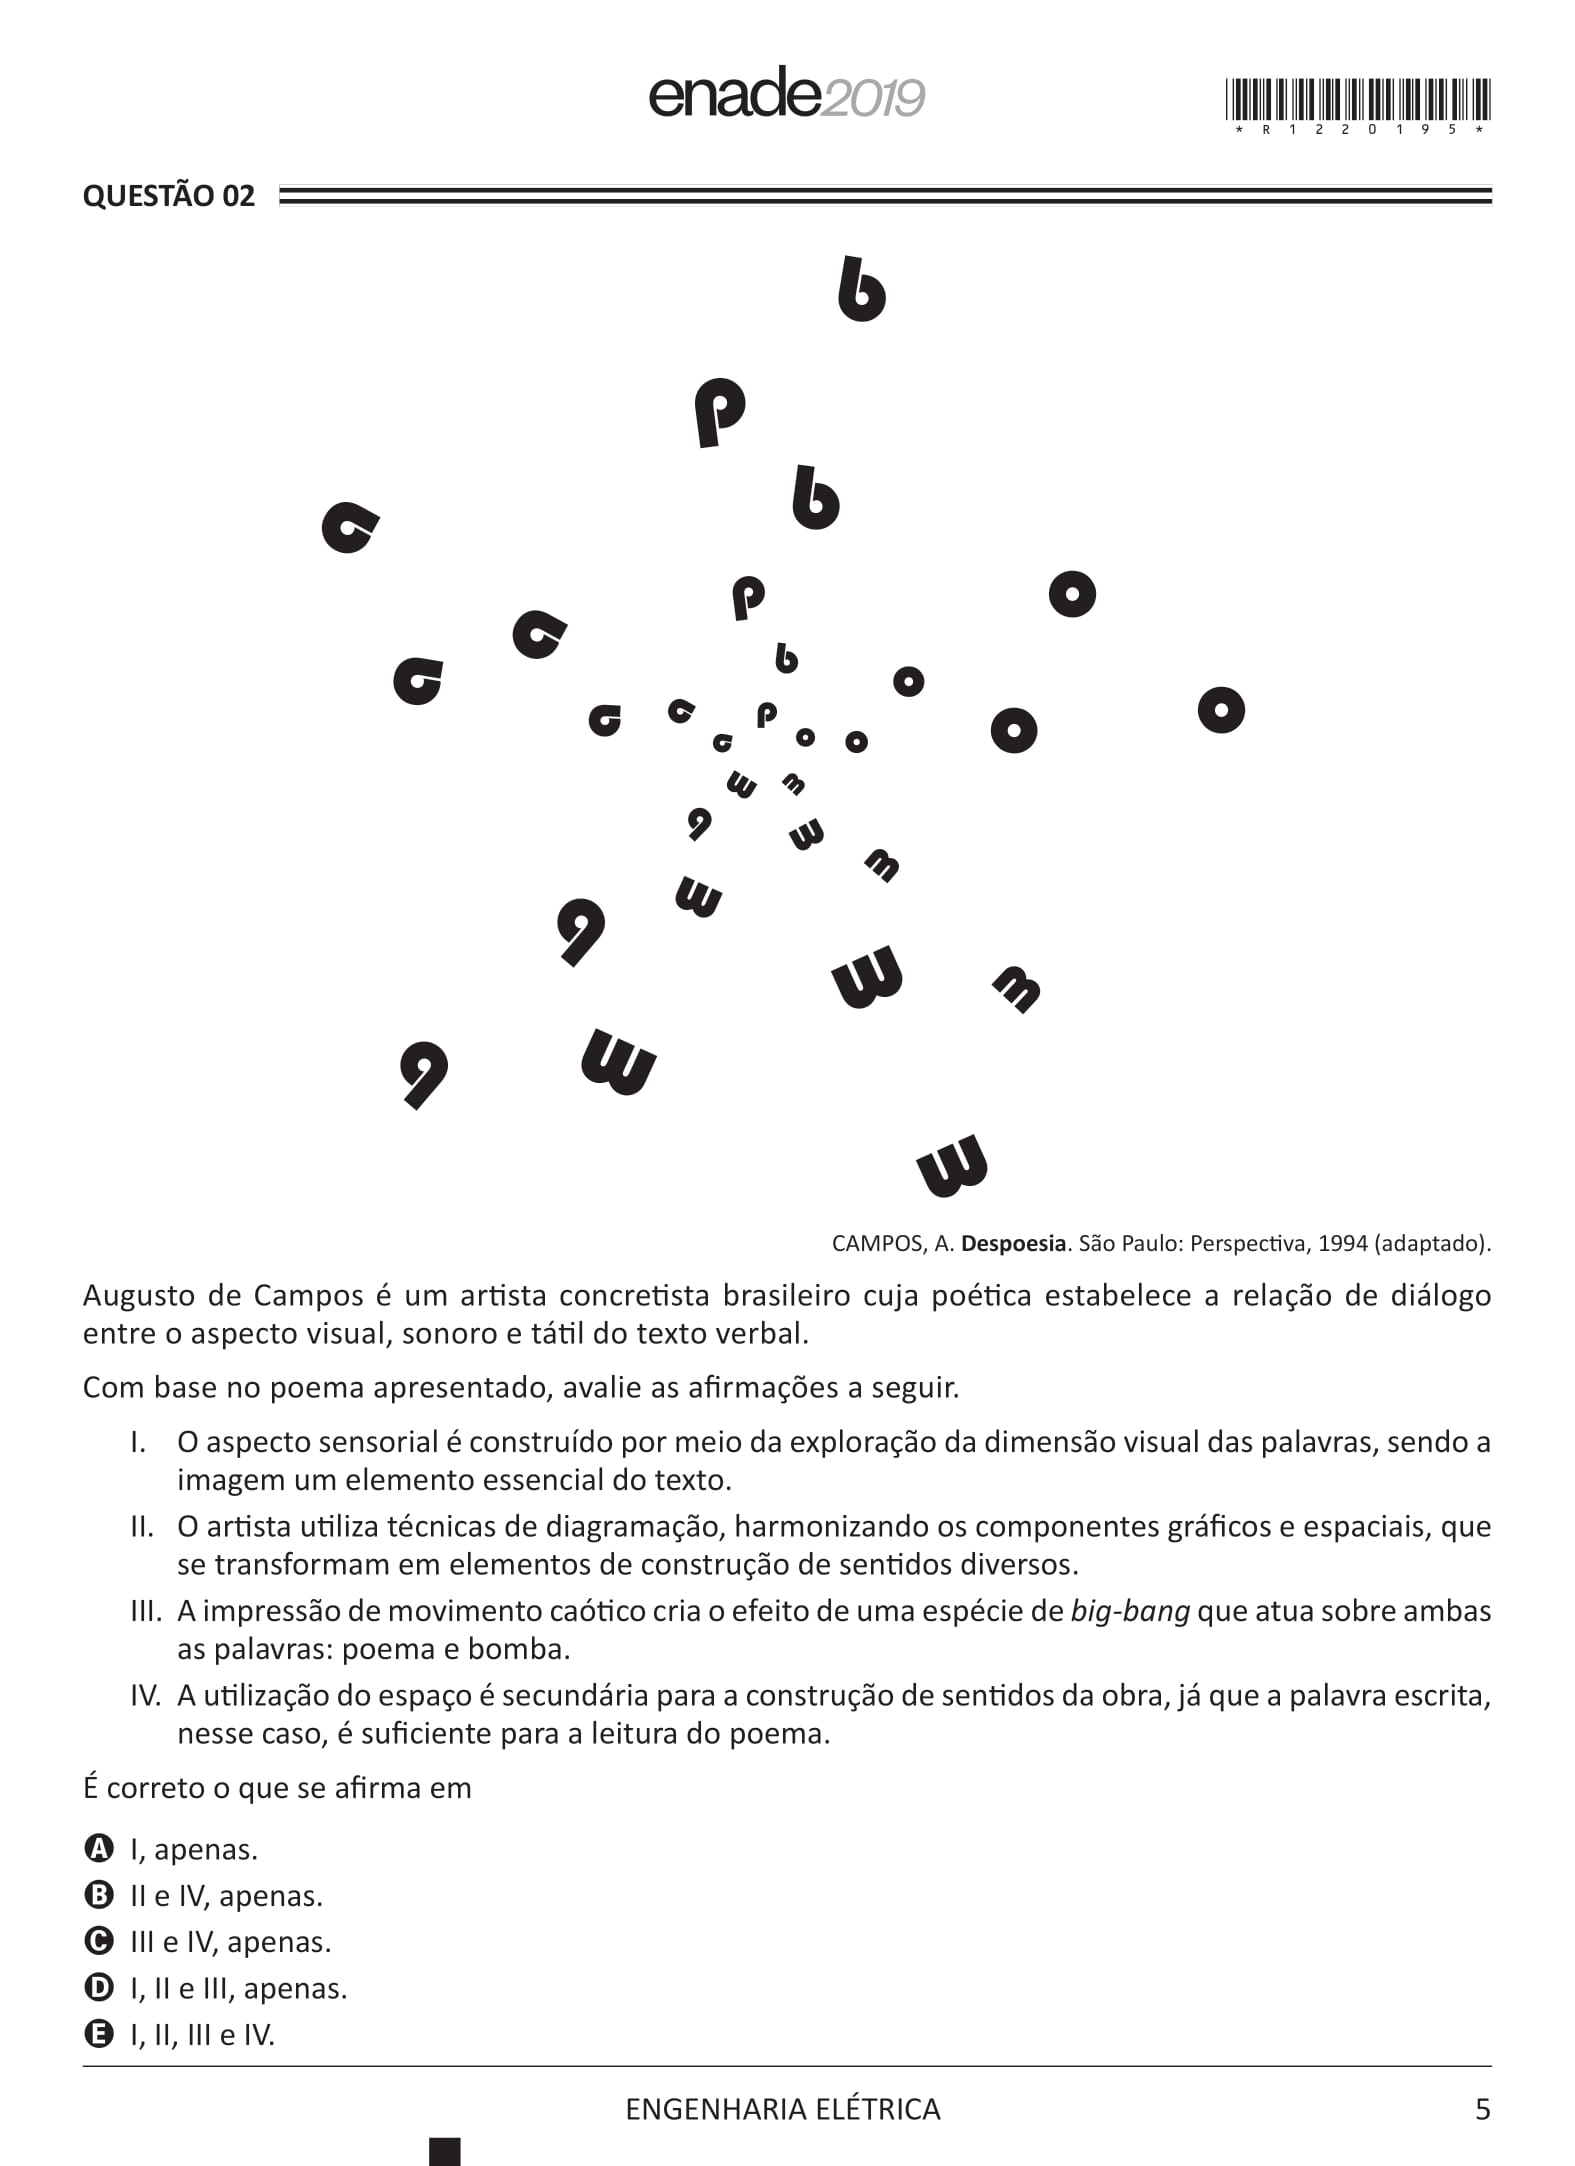 enade2019
* R 1 2 2 0 1 9 5 *
QUESTÃO 02
b
p
b
a
p
o
a
b
a
o
o
a
a
p
o
a
o
o
e
m
9
e
m
e
9
e
m
9
e
e
CAMPOS, A. Despoesia. São Paulo: Perspectiva, 1994 (adaptado).
Augusto de Campos é um artista concretista brasileiro cuja poética estabelece a relação de diálogo
entre o aspecto visual, sonoro e tátil do texto verbal.
Com base no poema apresentado, avalie as afirmações a seguir.
I. O aspecto sensorial é construído por meio da exploração da dimensão visual das palavras, sendo a
imagem um elemento essencial do texto.
II. O artista utiliza técnicas de diagramação, harmonizando os componentes gráficos e espaciais, que
se transformam em elementos de construção de sentidos diversos.
III. A impressão de movimento caótico cria o efeito de uma espécie de big-bang que atua sobre ambas
as palavras: poema e bomba.
IV. A utilização do espaço é secundária para a construção de sentidos da obra, já que a palavra escrita,
nesse caso, é suficiente para a leitura do poema.
É correto o que se afirma em
A I, apenas.
B II e IV, apenas.
C III e IV, apenas.
D I, II e III, apenas.
E I, II, III e IV.
ENGENHARIA ELÉTRICA
5